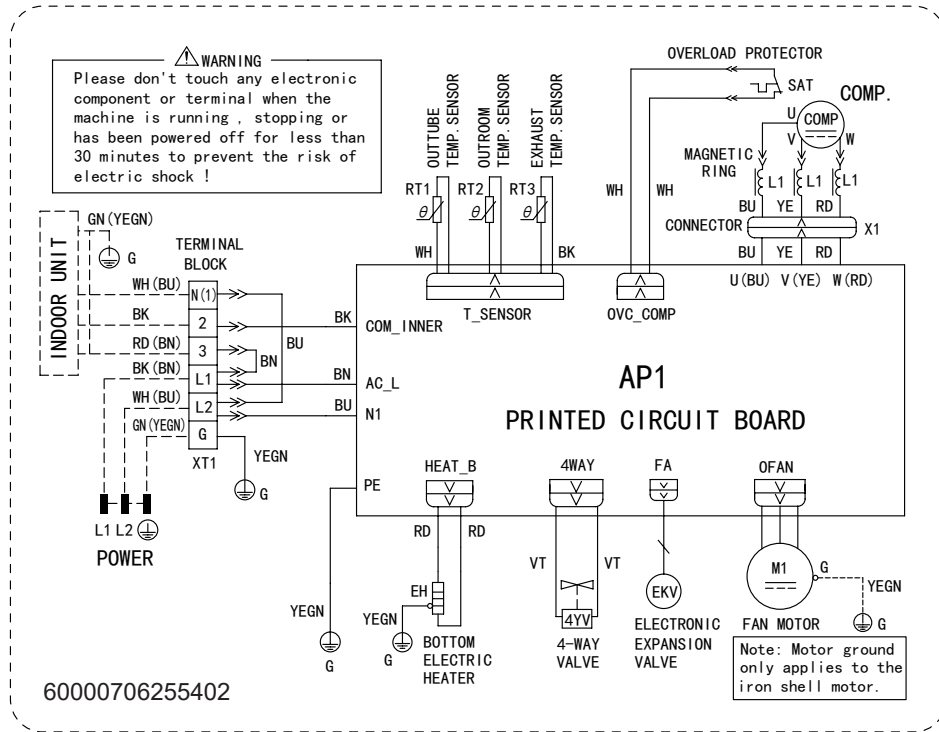 WARNING
Please don't touch any electronic
component or terminal when the
machine is running , stopping or
has been powered off for less than
30 minutes to prevent the risk of
electric shock !
OVERLOAD PROTECTOR
SAT
COMP.
COMP
U
V
W
MAGNETIC
RING
L1
L1
L1
BU
YE
RD
CONNECTOR
X1
BU
YE
RD
U(BU)
V(YE)
W(RD)
OUTTUBE
TEMP. SENSOR
OUTROOM
TEMP. SENSOR
EXHAUST
TEMP. SENSOR
RT1
RT2
RT3
θ
θ
θ
WH
BK
WH
WH
T_SENSOR
OVC_COMP
INDOOR UNIT
GN(YEGN)
G
TERMINAL
BLOCK
WH(BU)
N(1)
BK
2
RD(BN)
3
BK(BN)
L1
WH(BU)
L2
GN(YEGN)
G
XT1
YEGN
G
BU
BN
BK
COM_INNER
BN
AC_L
BU
N1
AP1
PRINTED CIRCUIT BOARD
PE
HEAT_B
4WAY
FA
OFAN
L1
L2
POWER
RD
RD
VT
VT
YEGN
G
EH
YEGN
G
BOTTOM
ELECTRIC
HEATER
4YV
4-WAY
VALVE
EKV
ELECTRONIC
EXPANSION
VALVE
M1
G
YEGN
G
FAN MOTOR
Note: Motor ground
only applies to the
iron shell motor.
60000706255402